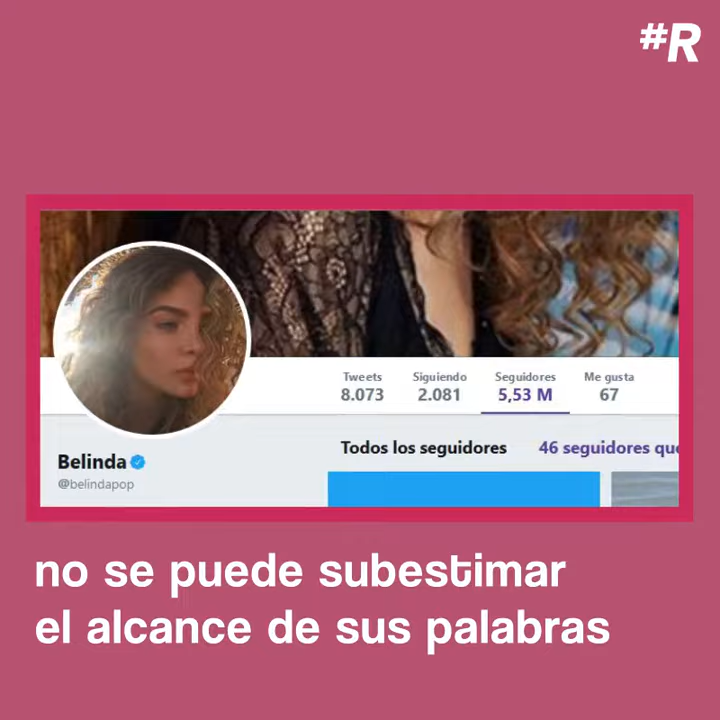 #R
Tweets Siguiendo Seguidores Me gusta
8.073 2.081 5,53 M 67
Todos los seguidores 46 seguidores que
Belinda
@belindapop
no se puede subestimar
el alcance de sus palabras